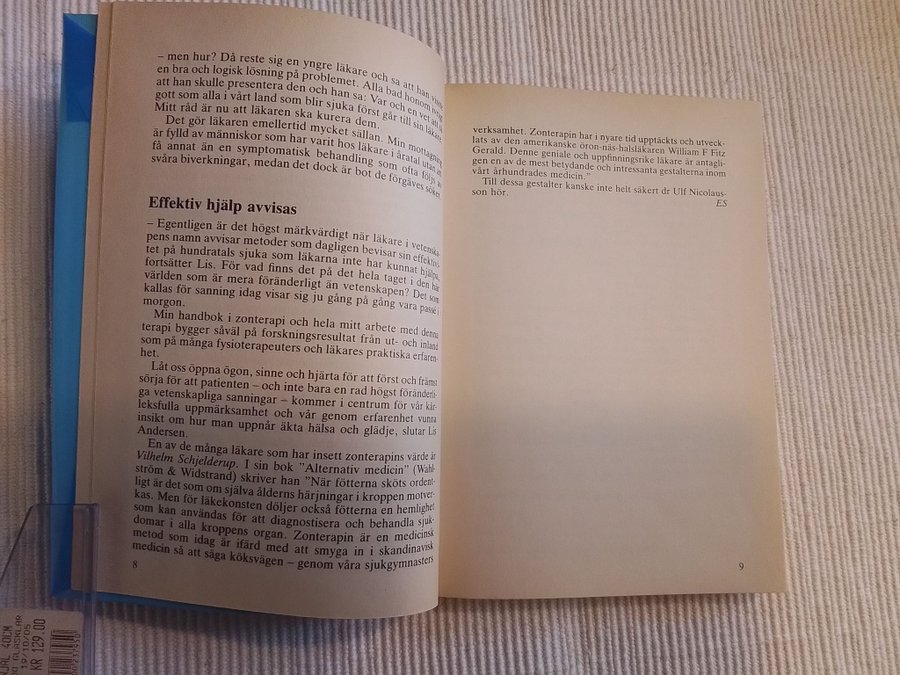 – men hur? Då reste sig en yngre läkare och sa att han
en bra och logisk lösning på problemet. Alla bad honom
att han skulle presentera den och han sa: Var och en vet att så
gott som alla i vårt land som blir sjuka först går till sin läkare
Mitt råd är nu att läkaren ska kurera dem.
Det gör läkaren emellertid mycket sällan. Min mottagning
är fylld av människor som har varit hos läkare i åratal utan att
få annat än en symptomatisk behandling som ofta följs av
svåra biverkningar, medan det dock är bot de förgäves söker.
Effektiv hjälp avvisas
– Egentligen är det högst märkvärdigt när läkare i vetenska-
pens namn avvisar metoder som dagligen bevisar sin effektivi-
tet på hundratals sjuka som läkarna inte har kunnat hjälpa,
fortsätter Lis. För vad finns det på det hela taget i den här
världen som är mera föränderligt än vetenskapen? Det som
kallas för sanning idag visar sig ju gång på gång vara passé i
morgon.
Min handbok i zonterapi och hela mitt arbete med denna
terapi bygger såväl på forskningsresultat från ut- och inland
som på många fysioterapeuters och läkares praktiska erfaren-
het.
Låt oss öppna ögon, sinne och hjärta för att först och främst
sörja för att patienten – och inte bara en rad högst föränderli-
ga vetenskapliga sanningar – kommer i centrum för vår kär-
leksfulla uppmärksamhet och vår genom erfarenhet vunna
insikt om hur man uppnår äkta hälsa och glädje, slutar Lis
Andersen.
En av de många läkare som har insett zonterapins värde är
Vilhelm Schjelderup. I sin bok ”Alternativ medicin” (Wahl-
ström & Widstrand) skriver han ”När fötterna sköts ordent-
ligt är det som om själva ålderns härjningar i kroppen motver-
kas. Men för läkekonsten döljer också fötterna en hemlighet
som kan användas för att diagnostisera och behandla sjuk-
domar i alla kroppens organ. Zonterapin är en medicinsk
metod som idag är ifärd med att smyga in i skandinavisk
medicin så att säga köksvägen – genom våra sjukgymnasters
8
verksamhet. Zonterapin har i nyare tid upptäckts och utveck-
lats av den amerikanske öron-näs-halsläkaren William F Fitz
Gerald. Denne geniale och uppfinningsrike läkare är antagli-
gen en av de mest betydande och intressanta gestalterna inom
vårt århundrades medicin.”
Till dessa gestalter kanske inte helt säkert dr Ulf Nicolaus-
son hör.
ES
9
40CM
19/10/05
KR 129.00